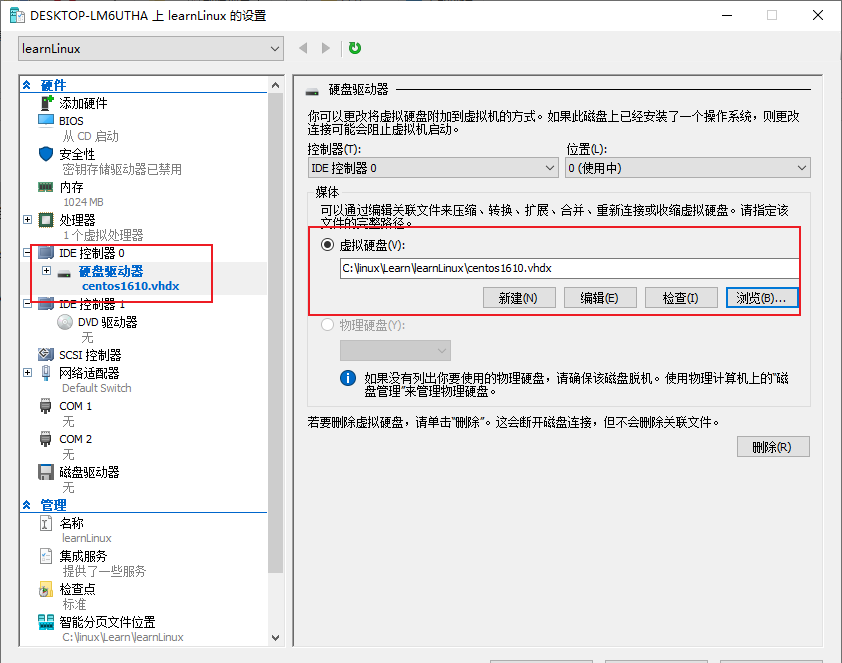 DESKTOP-LM6UTHA 上 learnLinux 的设置
learnLinux
硬件
添加硬件
BIOS
从 CD 启动
安全性
密钥存储驱动器已禁用
内存
1024 MB
处理器
1 个虚拟处理器
IDE 控制器 0
硬盘驱动器
centos1610.vhdx
IDE 控制器 1
DVD 驱动器
无
SCSI 控制器
网络适配器
Default Switch
COM 1
无
COM 2
无
磁盘驱动器
无
管理
名称
learnLinux
集成服务
提供了一些服务
检查点
标准
智能分页文件位置
C:\linux\Learn\learnLinux
硬盘驱动器
你可以更改将虚拟硬盘附加到虚拟机的方式。如果此磁盘上已经安装了一个操作系统，则更改
连接可能会阻止虚拟机启动。
控制器(T): 位置(L):
IDE 控制器 0 0 (使用中)
媒体
可以通过编辑关联文件来压缩、转换、扩展、合并、重新连接或收缩虚拟硬盘。请指定该
文件的完整路径。
虚拟硬盘(V):
C:\linux\Learn\learnLinux\centos1610.vhdx
新建(N) 编辑(E) 检查(I) 浏览(B)...
物理硬盘(Y):
如果没有列出你要使用的物理硬盘，请确保该磁盘脱机。使用物理计算机上的"磁
盘管理"来管理物理硬盘。
若要删除虚拟硬盘，请单击"删除"。这会断开磁盘连接，但不会删除关联文件。
删除(R)